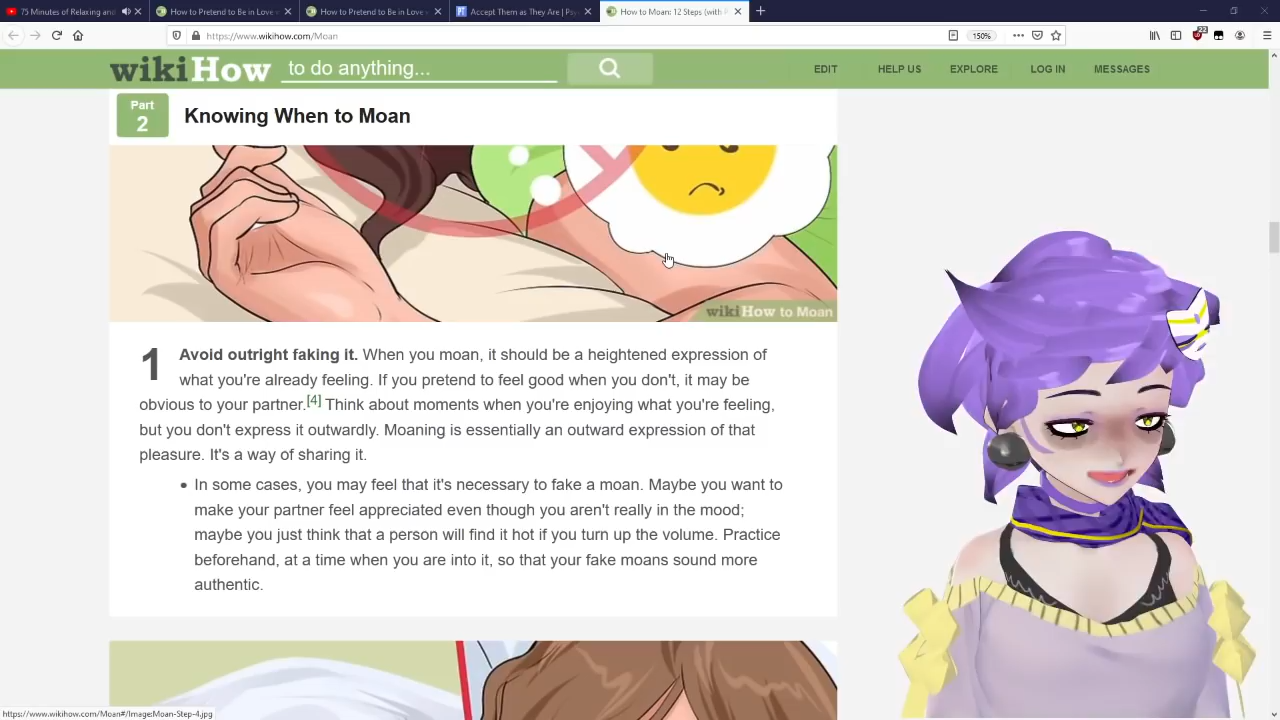 75 Minutes of Relaxing and
How to Pretend to Be in Love
How to Pretend to Be in Love
Accept Them as They Are | Psy
How to Moan: 12 Steps (with P
https://www.wikihow.com/Moan
150%
wikiHow to do anything...
EDIT
HELP US
EXPLORE
LOG IN
MESSAGES
Part
2
Knowing When to Moan
wikiHow to Moan
1
Avoid outright faking it. When you moan, it should be a heightened expression of
what you're already feeling. If you pretend to feel good when you don't, it may be
obvious to your partner.[4] Think about moments when you're enjoying what you're feeling,
but you don't express it outwardly. Moaning is essentially an outward expression of that
pleasure. It's a way of sharing it.
• In some cases, you may feel that it's necessary to fake a moan. Maybe you want to
make your partner feel appreciated even though you aren't really in the mood;
maybe you just think that a person will find it hot if you turn up the volume. Practice
beforehand, at a time when you are into it, so that your fake moans sound more
authentic.
https://www.wikihow.com/Moan#/Image:Moan-Step-4.jpg